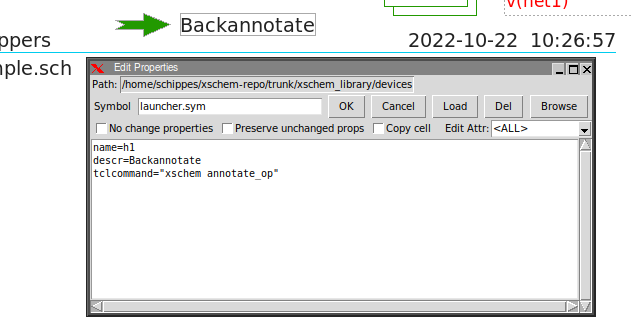 v(net1)
Backannotate
ppers
2022-10-22 10:26:57
ple.sch
Edit Properties
Path: /home/schippes/xschem-repo/trunk/xschem_library/devices
Symbol launcher.sym OK Cancel Load Del Browse
No change properties Preserve unchanged props Copy cell Edit Attr: <ALL>
name=h1
descr=Backannotate
tclcommand="xschem annotate_op"